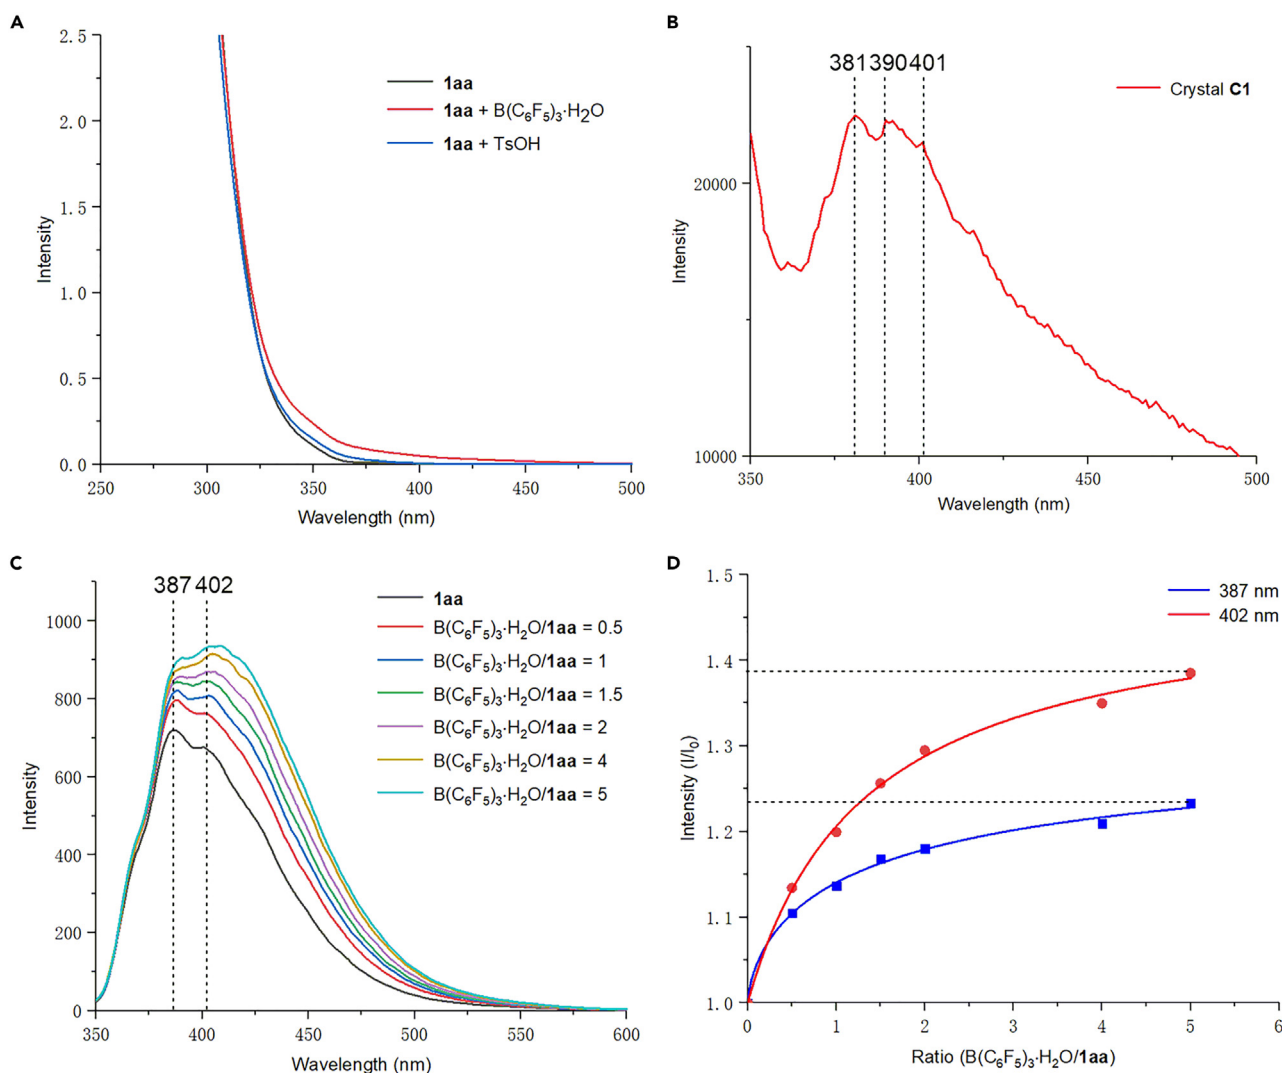 A
2.5
2.0
1.5
1.0
0.5
0.0
250
300
350
400
450
500
Intensity
Wavelength (nm)
1aa
1aa + B(C₆F₅)₃·H₂O
1aa + TsOH
B
381 390 401
Crystal C1
20000
10000
350
400
450
500
Intensity
Wavelength (nm)
C
387 402
1000
800
600
400
200
0
350
400
450
500
550
600
Intensity
Wavelength (nm)
1aa
B(C₆F₅)₃·H₂O/1aa = 0.5
B(C₆F₅)₃·H₂O/1aa = 1
B(C₆F₅)₃·H₂O/1aa = 1.5
B(C₆F₅)₃·H₂O/1aa = 2
B(C₆F₅)₃·H₂O/1aa = 4
B(C₆F₅)₃·H₂O/1aa = 5
D
1.5
1.4
1.3
1.2
1.1
1.0
0
1
2
3
4
5
6
Intensity (I/I₀)
Ratio (B(C₆F₅)₃·H₂O/1aa)
387 nm
402 nm